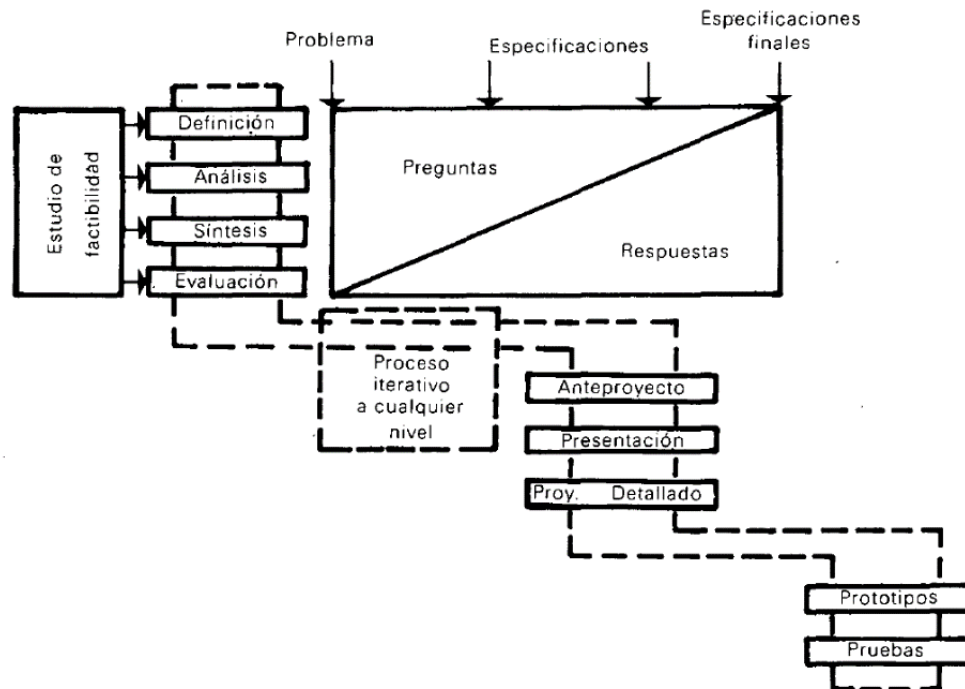 Problema
Especificaciones
Especificaciones
finales
Estudio de
factibilidad
Definición
Análisis
Síntesis
Evaluación
Preguntas
Respuestas
Proceso
iterativo
a cualquier
nivel
Anteproyecto
Presentación
Proy. Detallado
Prototipos
Pruebas